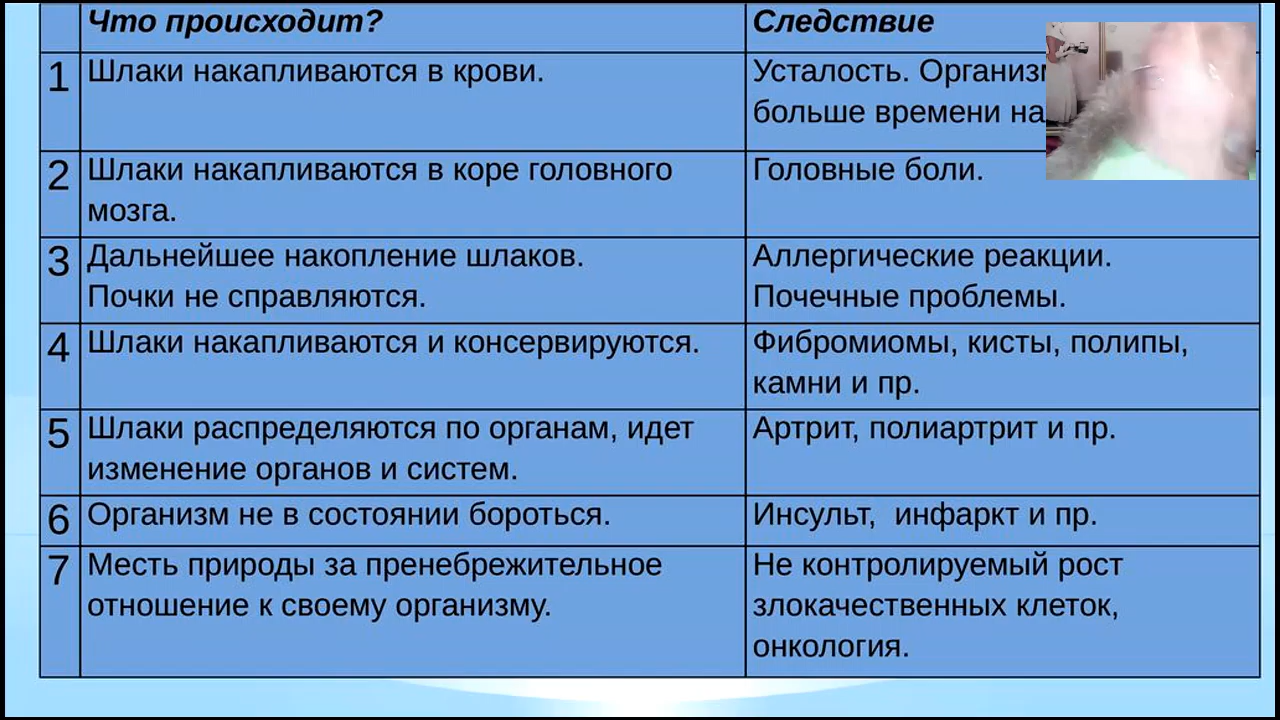 Что происходит? Следствие
1 Шлаки накапливаются в крови. Усталость.
больше времени на
2 Шлаки накапливаются в коре головного Головные боли.
мозга.
3 Дальнейшее накопление шлаков. Аллергические реакции.
Почки не справляются. Почечные проблемы.
4 Шлаки накапливаются и консервируются. Фибромиомы, кисты, полипы,
камни и пр.
5 Шлаки распределяются по органам, идет Артрит, полиартрит и пр.
изменение органов и систем.
6 Организм не в состоянии бороться. Инсульт, инфаркт и пр.
7 Месть природы за пренебрежительное Не контролируемый рост
отношение к своему организму. злокачественных клеток,
онкология.